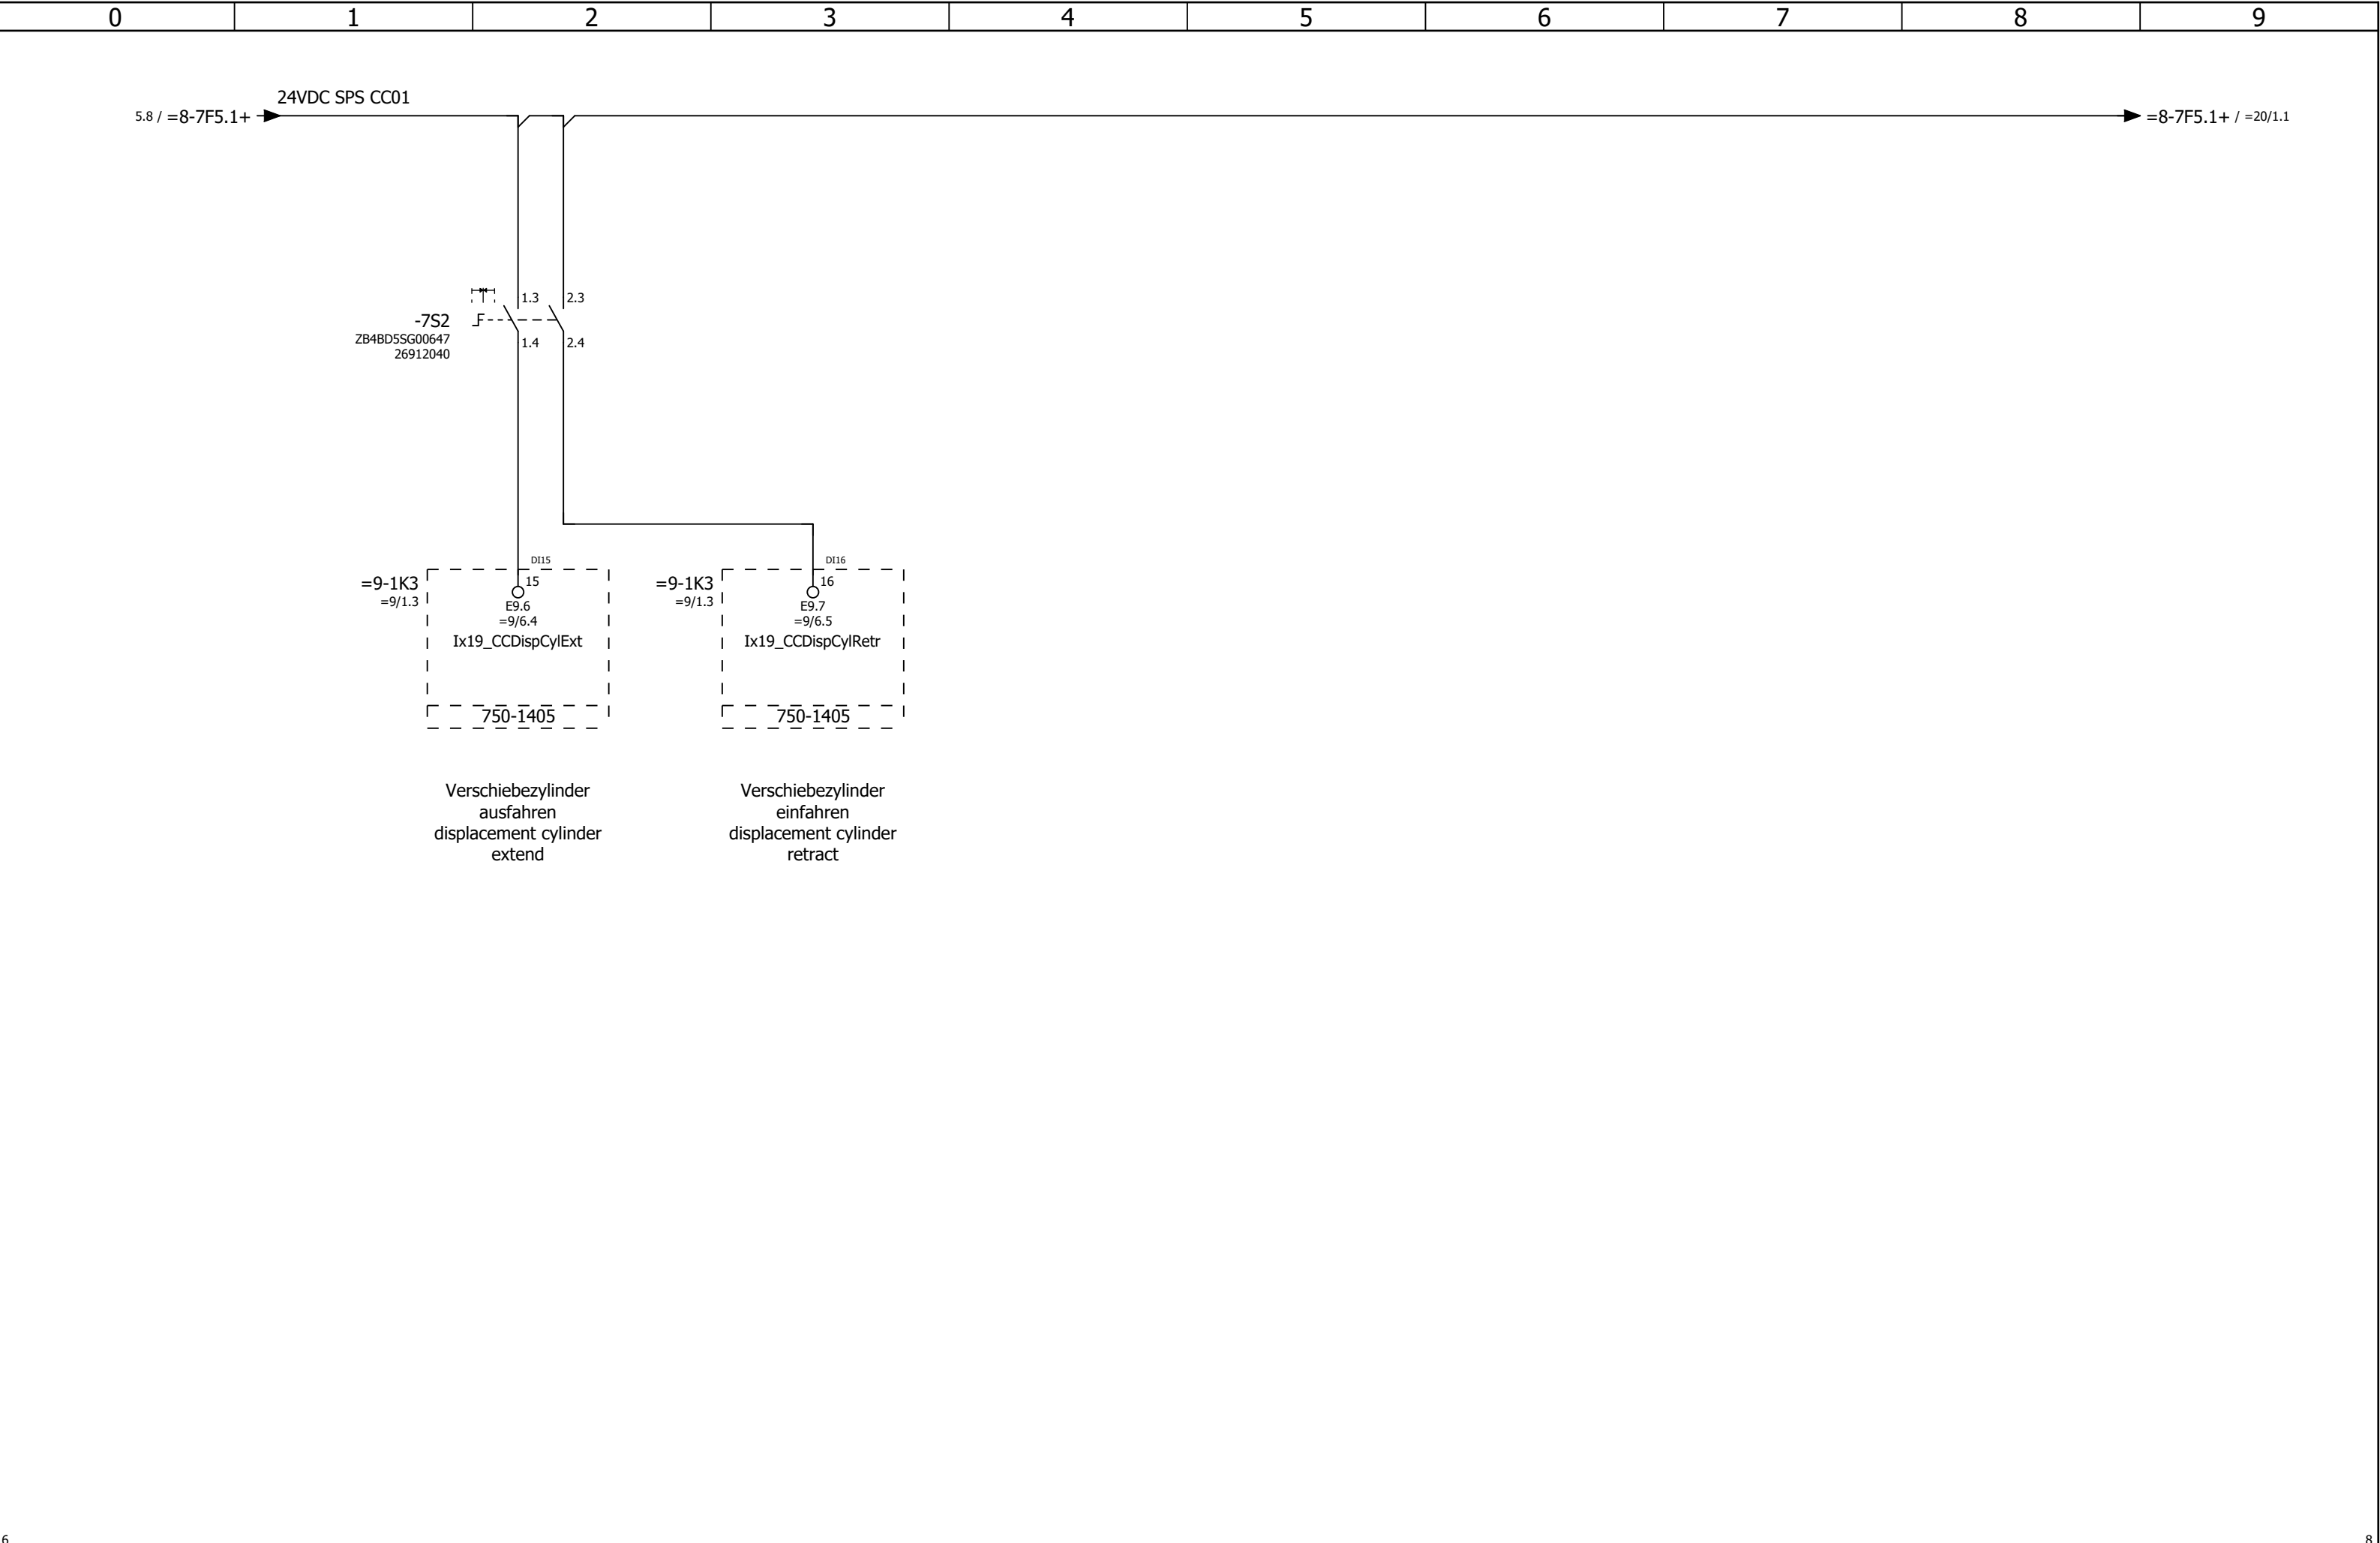 0 1 2 3 4 5 6 7 8 9
24VDC SPS CC01
5.8 / =8-7F5.1+
=8-7F5.1+ / =20/1.1
1.3 2.3
-7S2
ZB4BD5SG00647
26912040
1.4 2.4
DI15
=9-1K3
=9/1.3
15
E9.6
=9/6.4
Ix19_CCDispCylExt
750-1405
DI16
=9-1K3
=9/1.3
16
E9.7
=9/6.5
Ix19_CCDispCylRetr
750-1405
Verschiebezylinder
ausfahren
displacement cylinder
extend
Verschiebezylinder
einfahren
displacement cylinder
retract
6
8